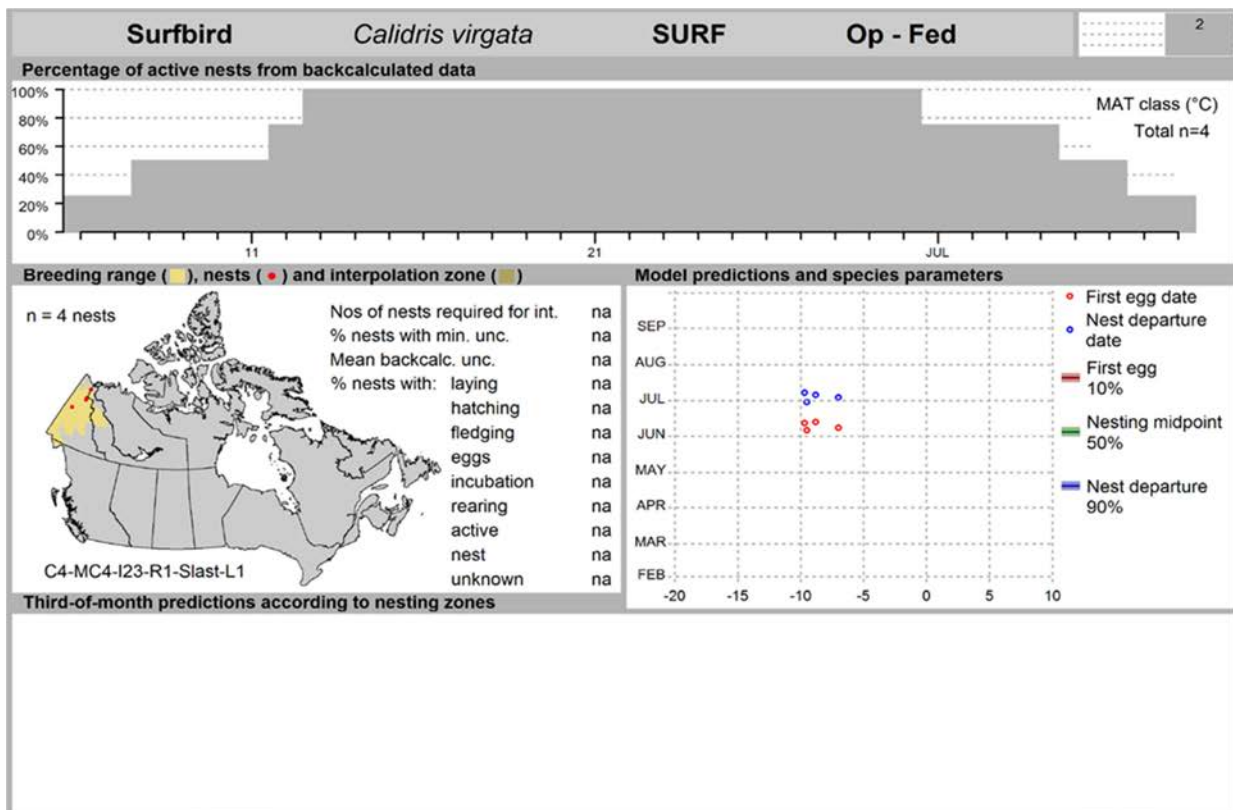 Surfbird Calidris virgata SURF Op - Fed 2
Percentage of active nests from backcalculated data
100%
80%
60%
40%
20%
0%
MAT class (°C)
Total n=4
11 21 JUL
Breeding range ( ), nests ( ) and interpolation zone ( )
n = 4 nests
Nos of nests required for int. na
% nests with min. unc. na
Mean backcalc. unc. na
% nests with: laying na
hatching na
fledging na
eggs na
incubation na
rearing na
active na
nest na
unknown na
C4-MC4-I23-R1-Slast-L1
Model predictions and species parameters
SEP
AUG
JUL
JUN
MAY
APR
MAR
FEB
-20 -15 -10 -5 0 5 10
First egg date
Nest departure
date
First egg
10%
Nesting midpoint
50%
Nest departure
90%
Third-of-month predictions according to nesting zones